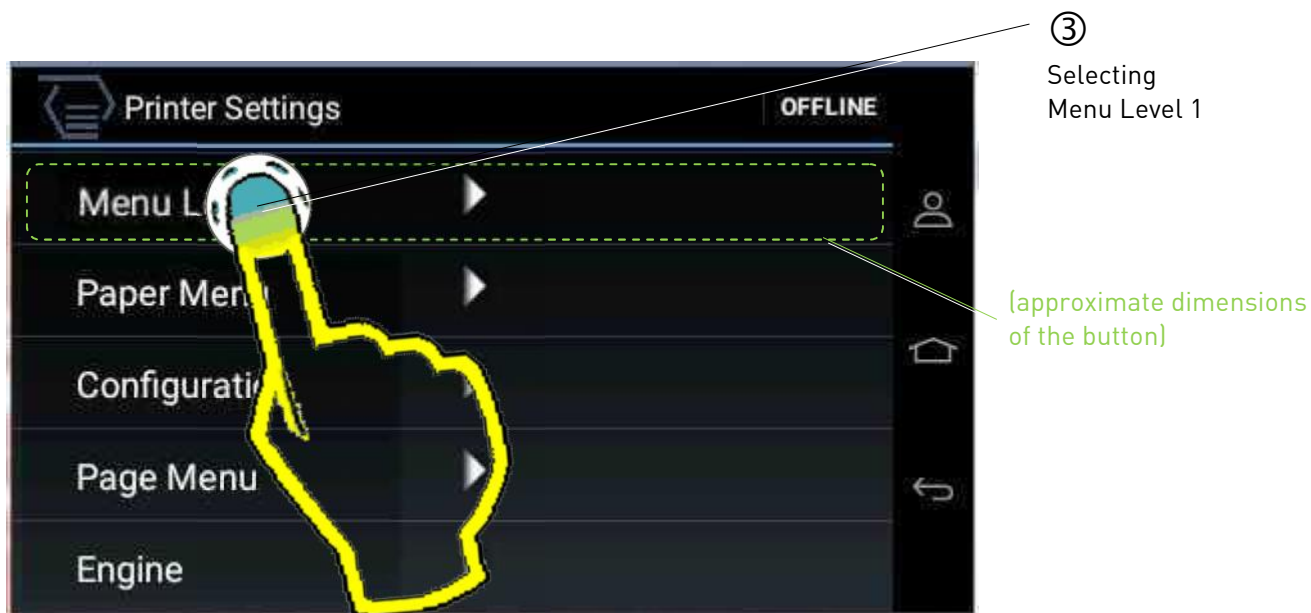 ③
Selecting
Menu Level 1
Printer Settings
OFFLINE
Menu L
Paper Men
(approximate dimensions
of the button)
Configurati
Page Menu
Engine